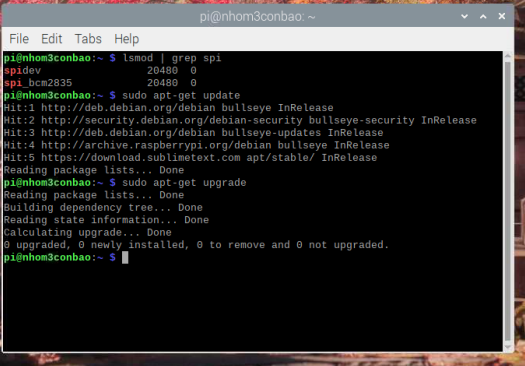 pi@nhom3conbao: ~
File Edit Tabs Help
pi@nhom3conbao:~ $ lsmod | grep spi
spidev                 20480  0
spi_bcm2835            20480  0
pi@nhom3conbao:~ $ sudo apt-get update
Hit:1 http://deb.debian.org/debian bullseye InRelease
Hit:2 http://security.debian.org/debian-security bullseye-security InRelease
Hit:3 http://deb.debian.org/debian bullseye-updates InRelease
Hit:4 http://archive.raspberrypi.org/debian bullseye InRelease
Hit:5 https://download.sublimetext.com apt/stable/ InRelease
Reading package lists... Done
pi@nhom3conbao:~ $ sudo apt-get upgrade
Reading package lists... Done
Building dependency tree... Done
Reading state information... Done
Calculating upgrade... Done
0 upgraded, 0 newly installed, 0 to remove and 0 not upgraded.
pi@nhom3conbao:~ $